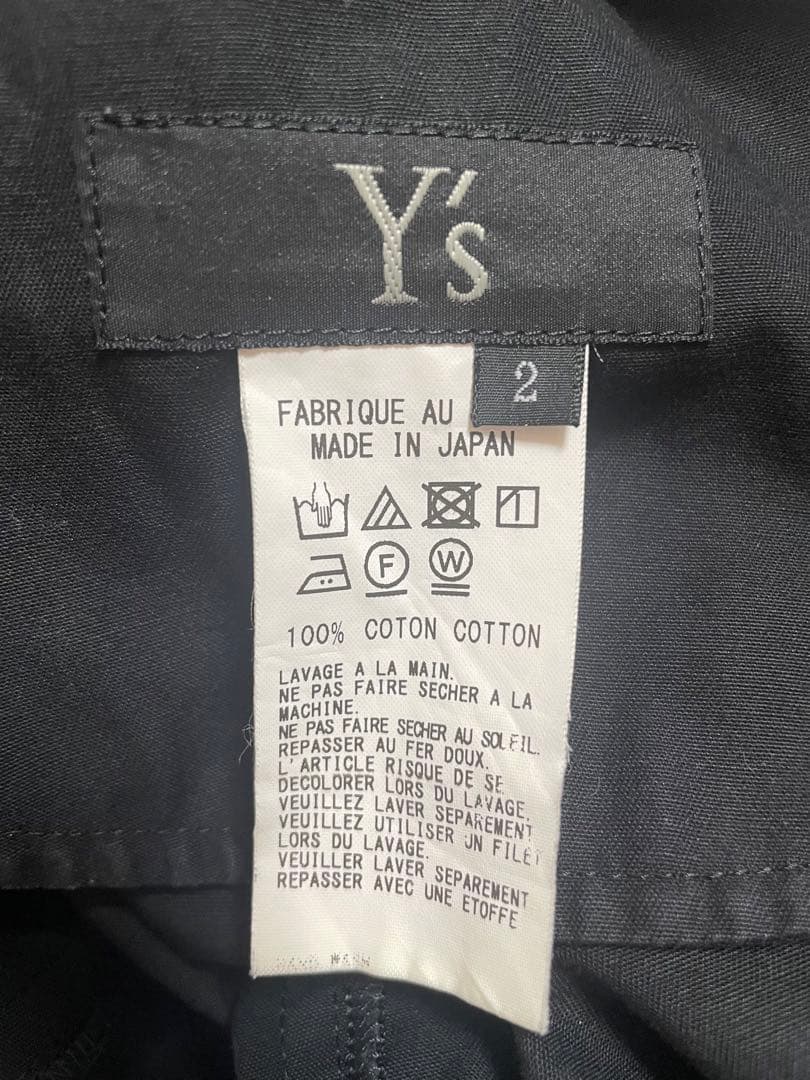 Y's
2
FABRIQUE AU
MADE IN JAPAN
F W
100% COTON COTTON
LAVAGE A LA MAIN.
NE PAS FAIRE SECHER A LA
MACHINE.
NE PAS FAIRE SECHER AU SOLEIL.
REPASSER AU FER DOUX.
L'ARTICLE RISQUE DE SE
DECOLORER LORS DU LAVAGE.
VEUILLEZ LAVER SEPAREMENT
VEUILLEZ UTILISER UN FILET
LORS DU LAVAGE.
VEUILLER LAVER SEPAREMENT
REPASSER AVEC UNE ETOFFE